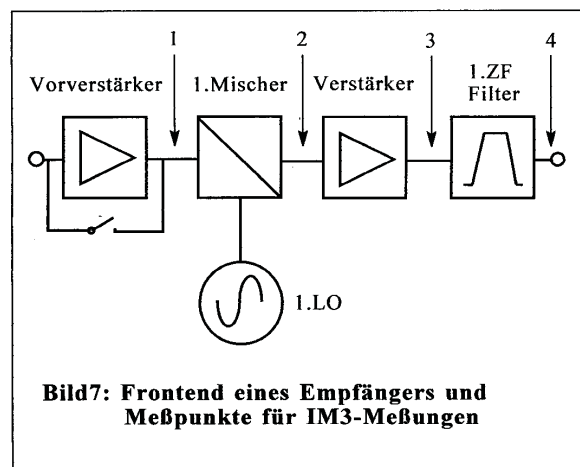 1 2 3 4
Vorverstärker 1.Mischer Verstärker 1.ZF
Filter
1.LO
Bild7: Frontend eines Empfängers und
Meßpunkte für IM3-Meßungen